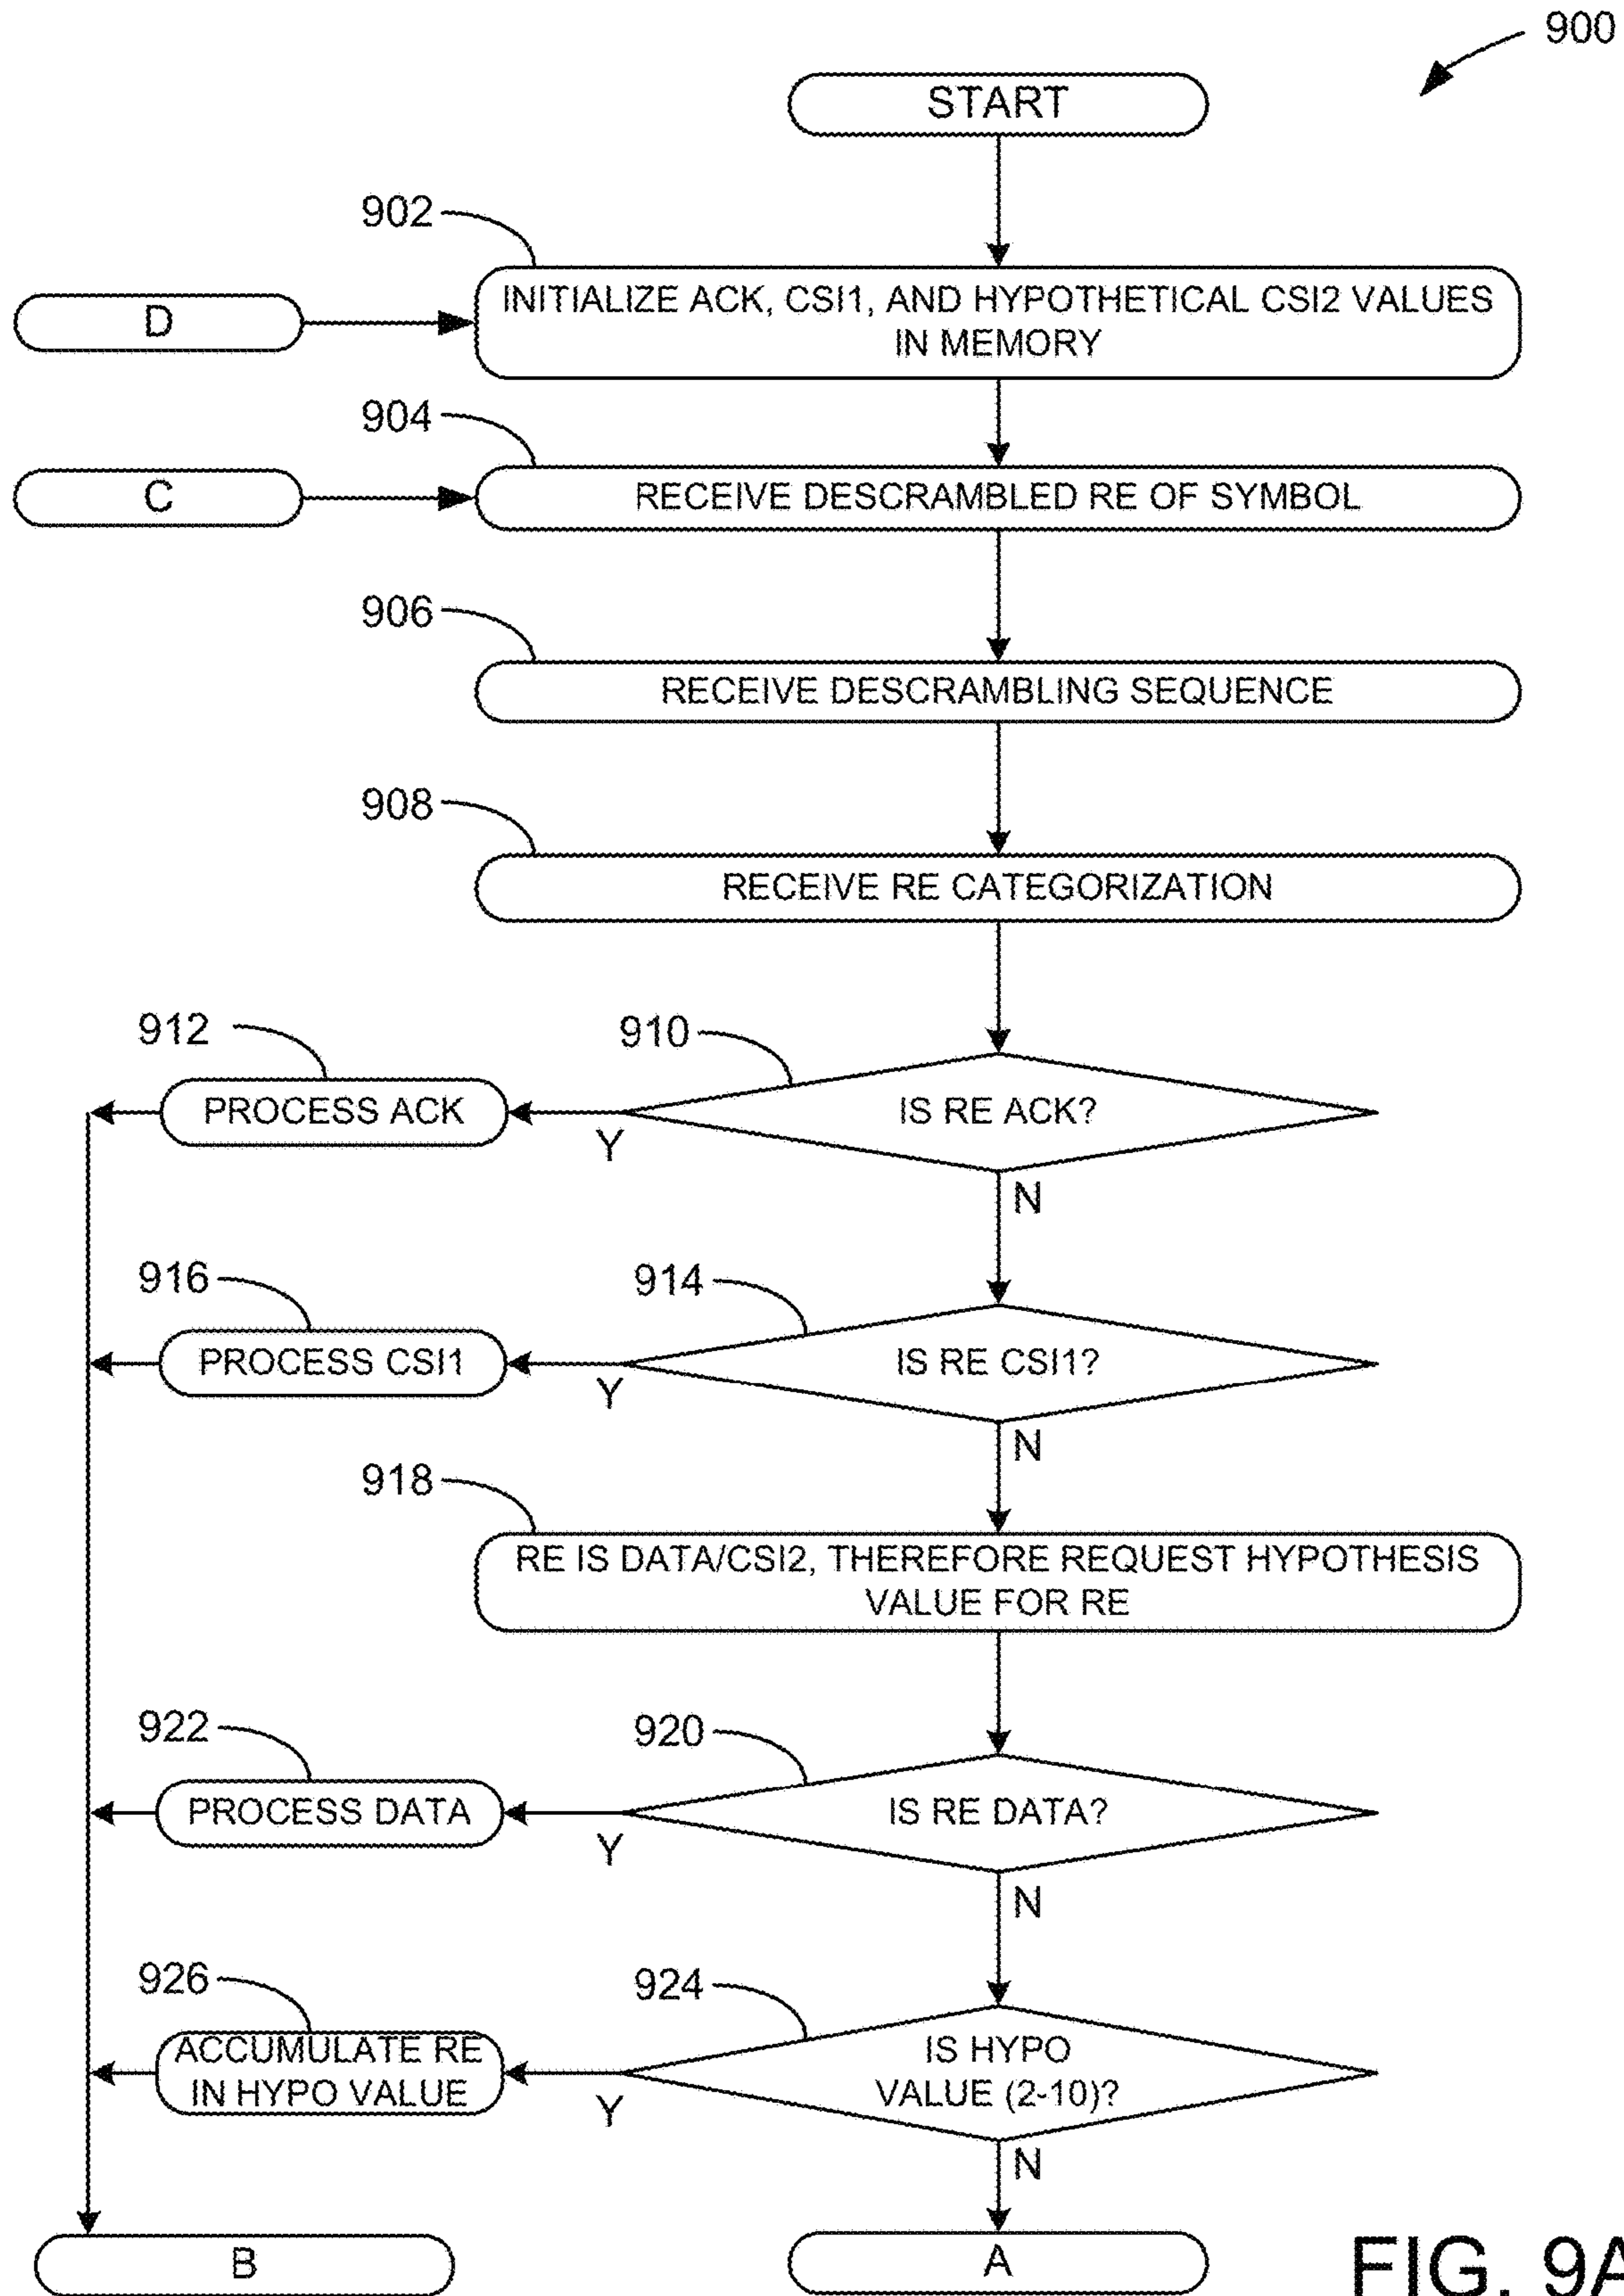 900
START
902
INITIALIZE ACK, CSI1, AND HYPOTHETICAL CSI2 VALUES
IN MEMORY
D
904
RECEIVE DESCRAMBLED RE OF SYMBOL
C
906
RECEIVE DESCRAMBLING SEQUENCE
908
RECEIVE RE CATEGORIZATION
912
910
PROCESS ACK
Y
IS RE ACK?
N
916
914
PROCESS CSI1
Y
IS RE CSI1?
N
918
RE IS DATA/CSI2, THEREFORE REQUEST HYPOTHESIS
VALUE FOR RE
922
920
PROCESS DATA
Y
IS RE DATA?
N
926
924
ACCUMULATE RE
IN HYPO VALUE
Y
IS HYPO
VALUE (2-10)?
N
B
A
FIG. 9A